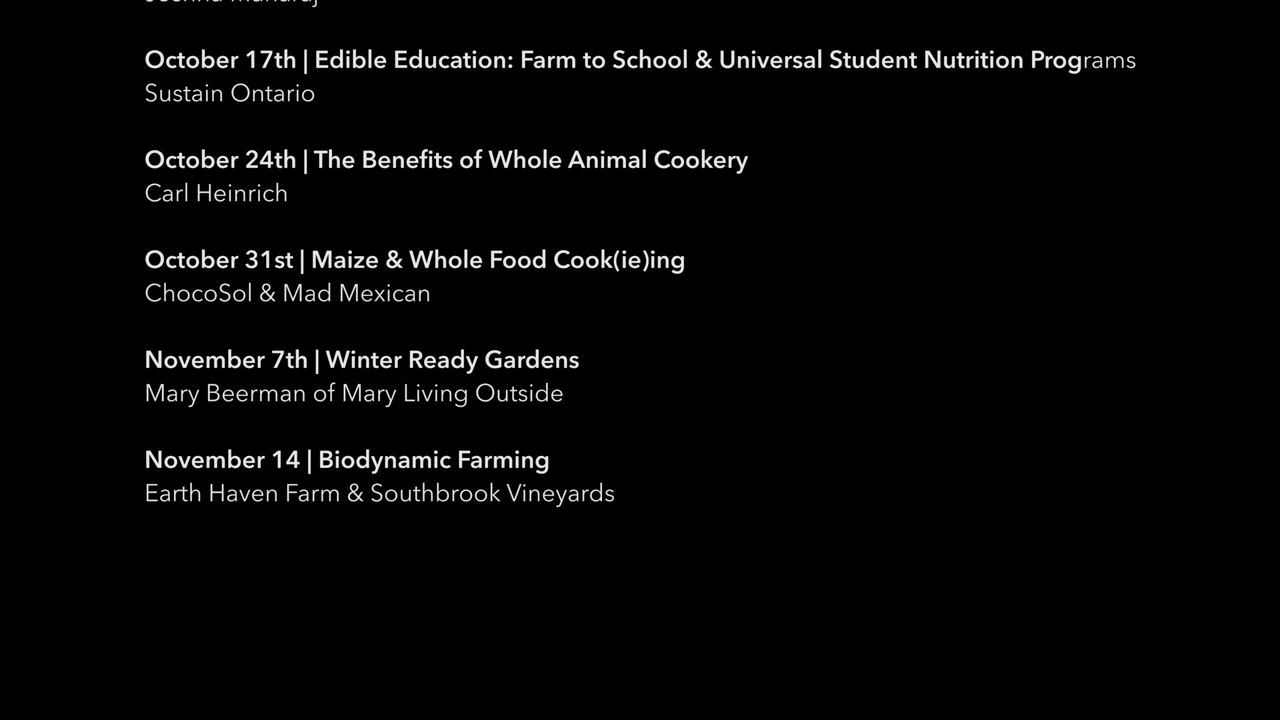 October 17th | Edible Education: Farm to School & Universal Student Nutrition Programs
Sustain Ontario
October 24th | The Benefits of Whole Animal Cookery
Carl Heinrich
October 31st | Maize & Whole Food Cook(ie)ing
ChocoSol & Mad Mexican
November 7th | Winter Ready Gardens
Mary Beerman of Mary Living Outside
November 14 | Biodynamic Farming
Earth Haven Farm & Southbrook Vineyards